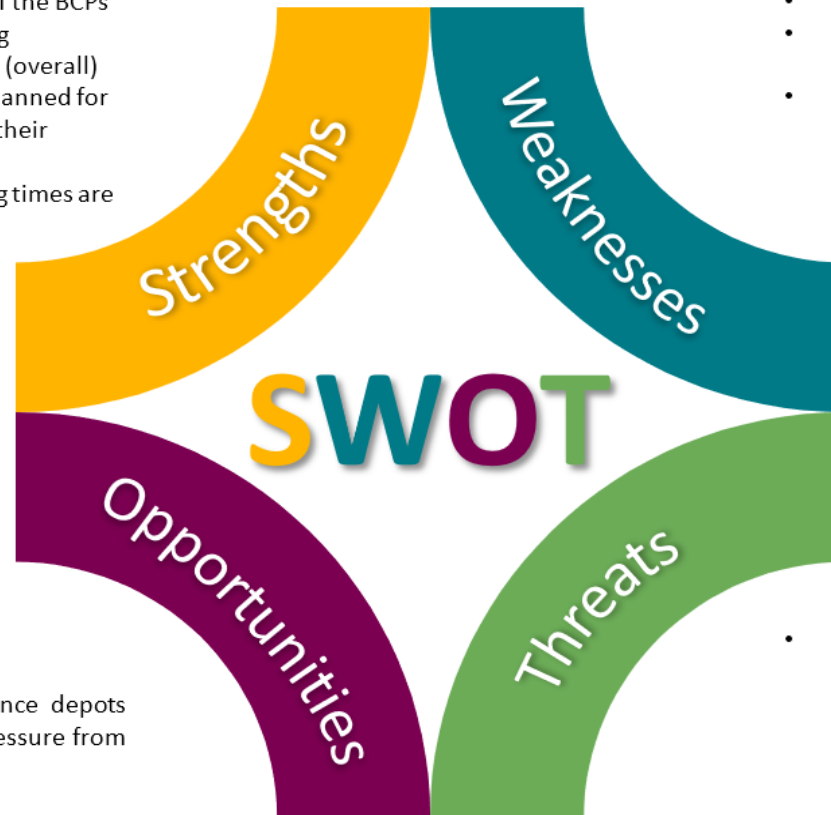 the BCPs
g
(overall)
anned for
their
g times are
Strengths
Weaknesses
SWOT
Opportunities
Threats
nce depots
essure from